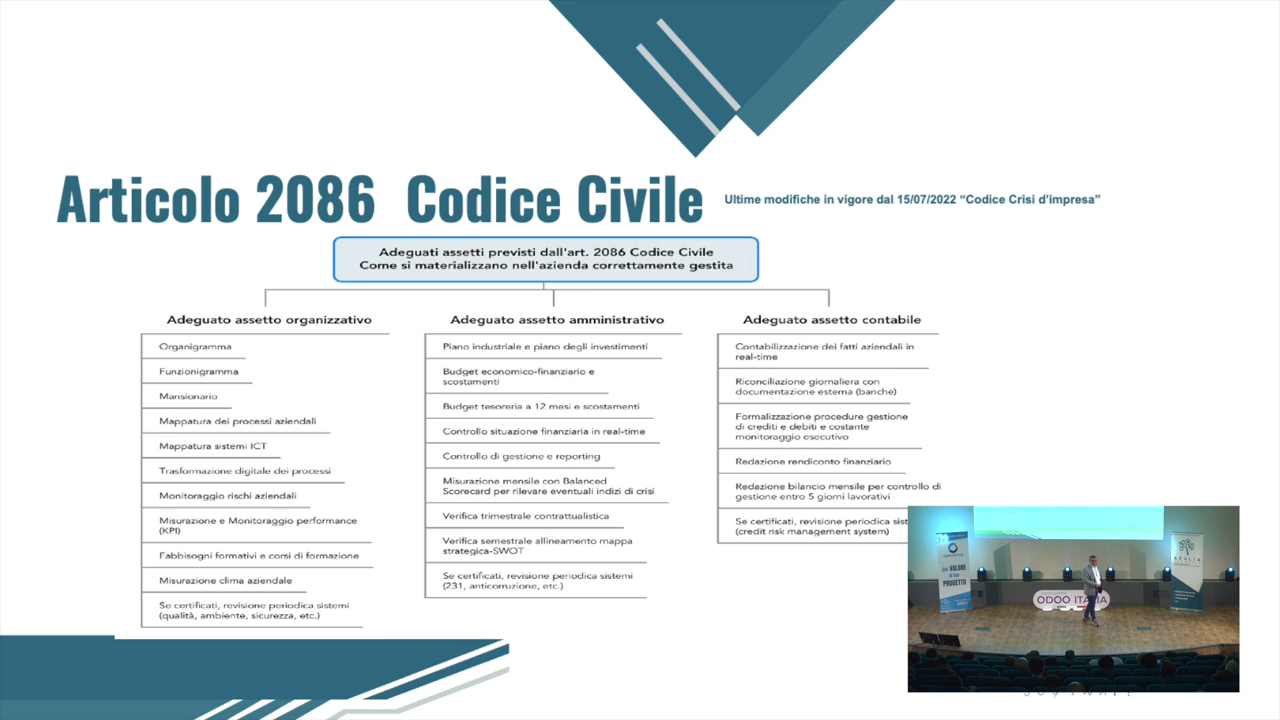 Articolo 2086 Codice Civile
Ultime modifiche in vigore dal 15/07/2022 “Codice Crisi d’impresa”
Adeguati assetti previsti dall'art. 2086 Codice Civile
Come si materializzano nell'azienda correttamente gestita
Adeguato assetto organizzativo
Organigramma
Funzionigramma
Mansionario
Mappatura dei processi aziendali
Mappatura sistemi ICT
Trasformazione digitale dei processi
Monitoraggio rischi aziendali
Misurazione e Monitoraggio performance
(KPI)
Fabbisogni formativi e corsi di formazione
Misurazione clima aziendale
Se certificati, revisione periodica sistemi
(qualità, ambiente, sicurezza, etc.)
Adeguato assetto amministrativo
Piano industriale e piano degli investimenti
Budget economico-finanziario e
scostamenti
Budget tesoreria a 12 mesi e scostamenti
Controllo situazione finanziaria in real-time
Controllo di gestione e reporting
Misurazione mensile con Balanced
Scorecard per rilevare eventuali indizi di crisi
Verifica trimestrale contrattualistica
Verifica semestrale allineamento mappa
strategica-SWOT
Se certificati, revisione periodica sistemi
(231, anticorruzione, etc.)
Adeguato assetto contabile
Contabilizzazione dei fatti aziendali in
real-time
Riconciliazione giornaliera con
documentazione esterna (banche)
Formalizzazione procedure gestione
di crediti e debiti e costante
monitoraggio esecutivo
Redazione rendiconto finanziario
Redazione bilancio mensile per controllo di
gestione entro 5 giorni lavorativi
Se certificati, revisione periodica
(credit risk management system)
VALORE
PROGETTO
ODOO ITALIA
APULIA